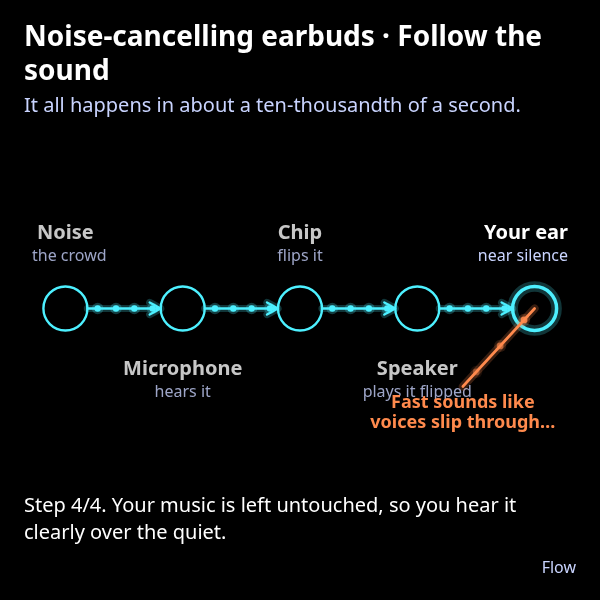 Noise-cancelling earbuds · Follow the
sound
It all happens in about a ten-thousandth of a second.
Noise
the crowd
Chip
flips it
Your ear
near silence
Microphone
hears it
Speaker
plays it flipped
Fast sounds like
voices slip through…
Step 4/4. Your music is left untouched, so you hear it
clearly over the quiet.
Flow